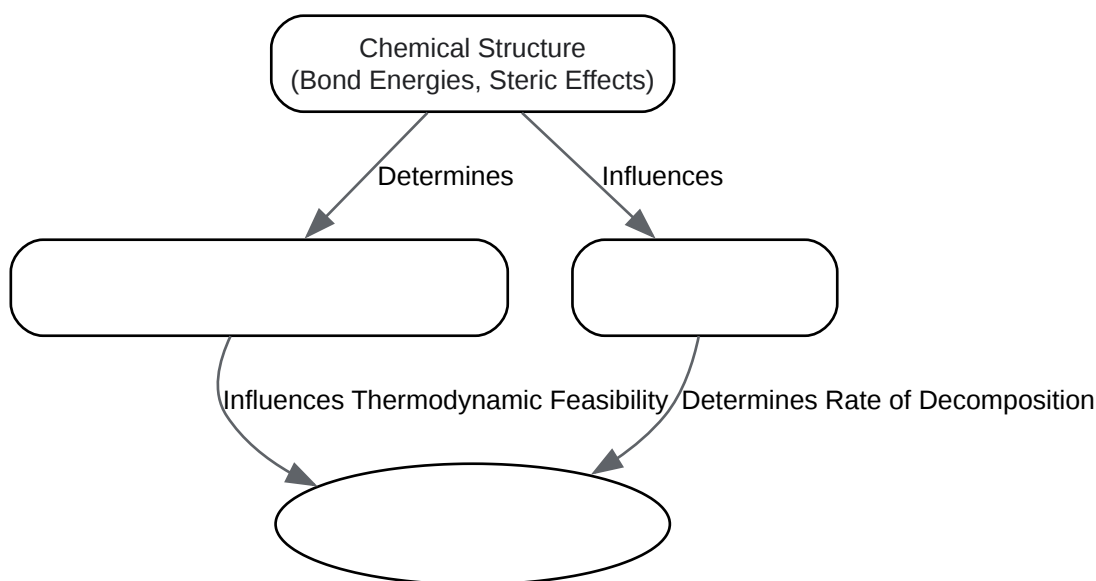 Chemical Structure
(Bond Energies, Steric Effects)
Determines
Influences
Influences Thermodynamic Feasibility
Determines Rate of Decomposition